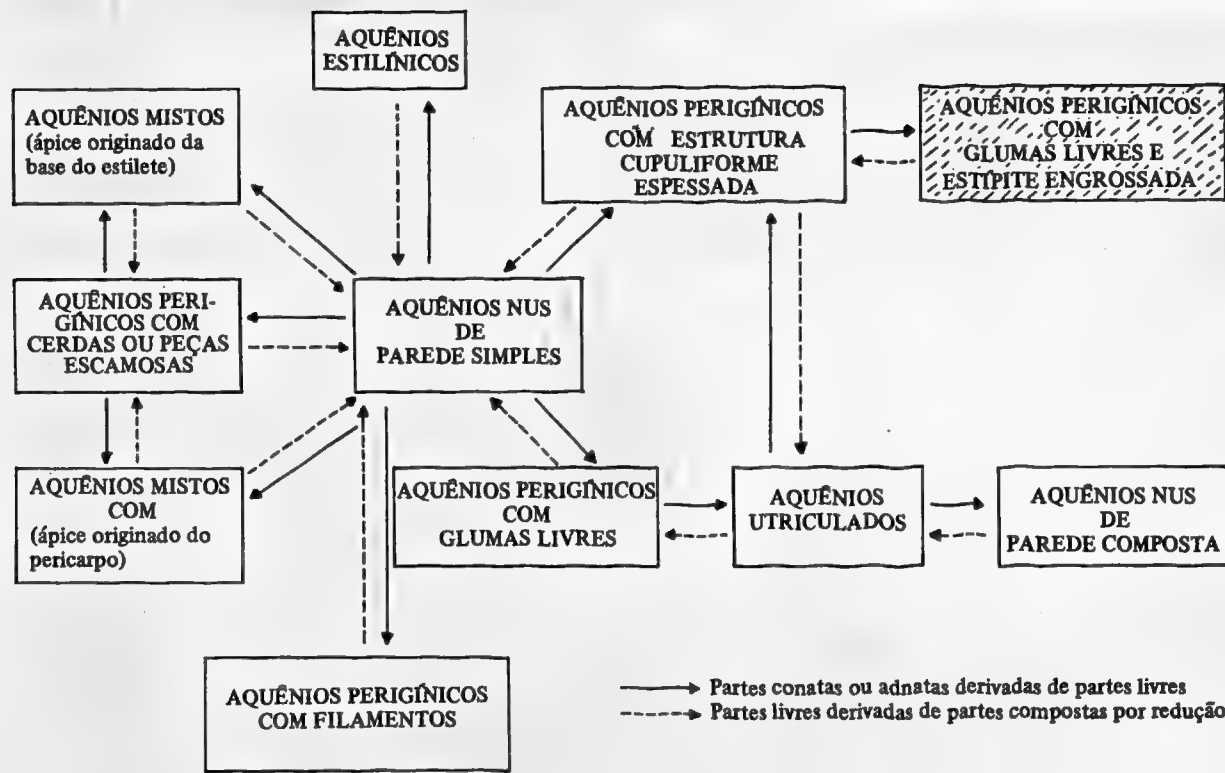 AQUÊNIOS
ESTILÍNICOS
AQUÊNIOS MISTOS
(ápice originado da
base do estilete)
AQUÊNIOS PERIGÍNICOS
COM ESTRUTURA
CUPULIFORME
ESPESSADA
AQUÊNIOS PERIGÍNICOS
COM
GLUMAS LIVRES E
ESTÍPITE ENGROSSADA
AQUÊNIOS PERI-
GÍNICOS COM
CERDAS OU PEÇAS
ESCAMOSAS
AQUÊNIOS NUS
DE
PAREDE SIMPLES
AQUÊNIOS MISTOS
COM
(ápice originado do
pericarpo)
AQUÊNIOS PERIGÍNICOS
COM
GLUMAS LIVRES
AQUÊNIOS
UTRICULADOS
AQUÊNIOS NUS
DE
PAREDE COMPOSTA
AQUÊNIOS PERIGÍNICOS
COM FILAMENTOS
Partes conatas ou adnatas derivadas de partes livres
Partes livres derivadas de partes compostas por redução